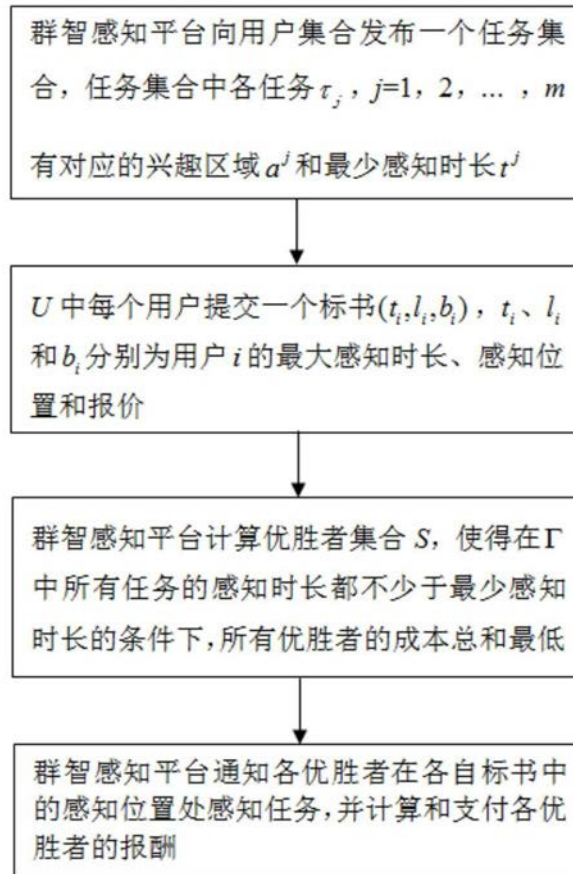 群智感知平台向用户集合发布一个任务集
合，任务集合中各任务τj，j=1，2，...，m
有对应的兴趣区域a^j和最少感知时长t^j
U中每个用户提交一个标书(ti,li,bi)，ti、li
和bi分别为用户i的最大感知时长、感知位
置和报价
群智感知平台计算优胜者集合S，使得在Γ
中所有任务的感知时长都不少于最少感知
时长的条件下，所有优胜者的成本总和最低
群智感知平台通知各优胜者在各自标书中
的感知位置处感知任务，并计算和支付各优
胜者的报酬